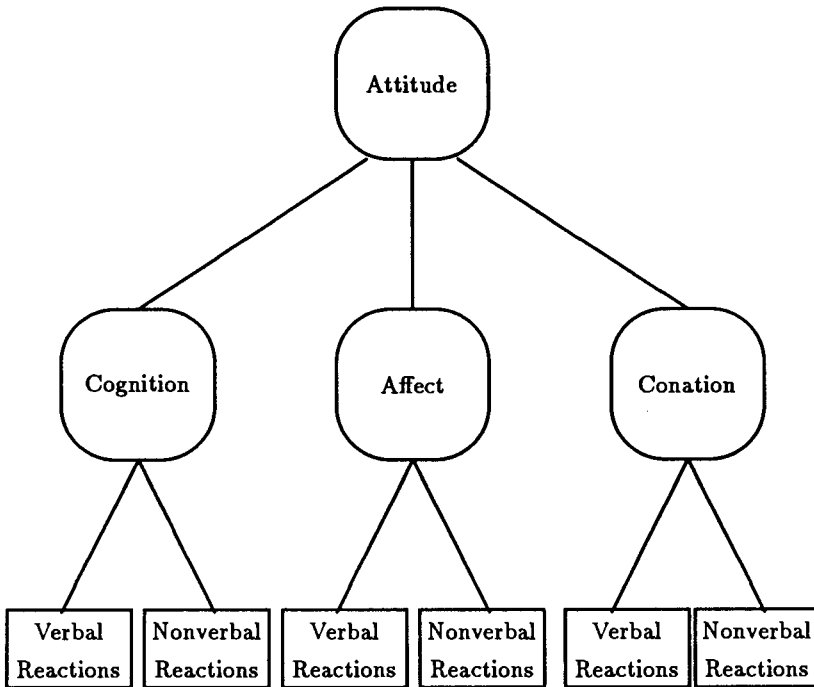 Attitude
Cognition
Affect
Conation
Verbal
Reactions
Nonverbal
Reactions
Verbal
Reactions
Nonverbal
Reactions
Verbal
Reactions
Nonverbal
Reactions